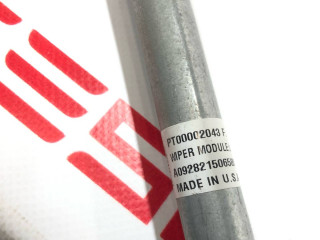 PT00002043 F
WIPER MODULE
A0928215065
MADE IN U.S.